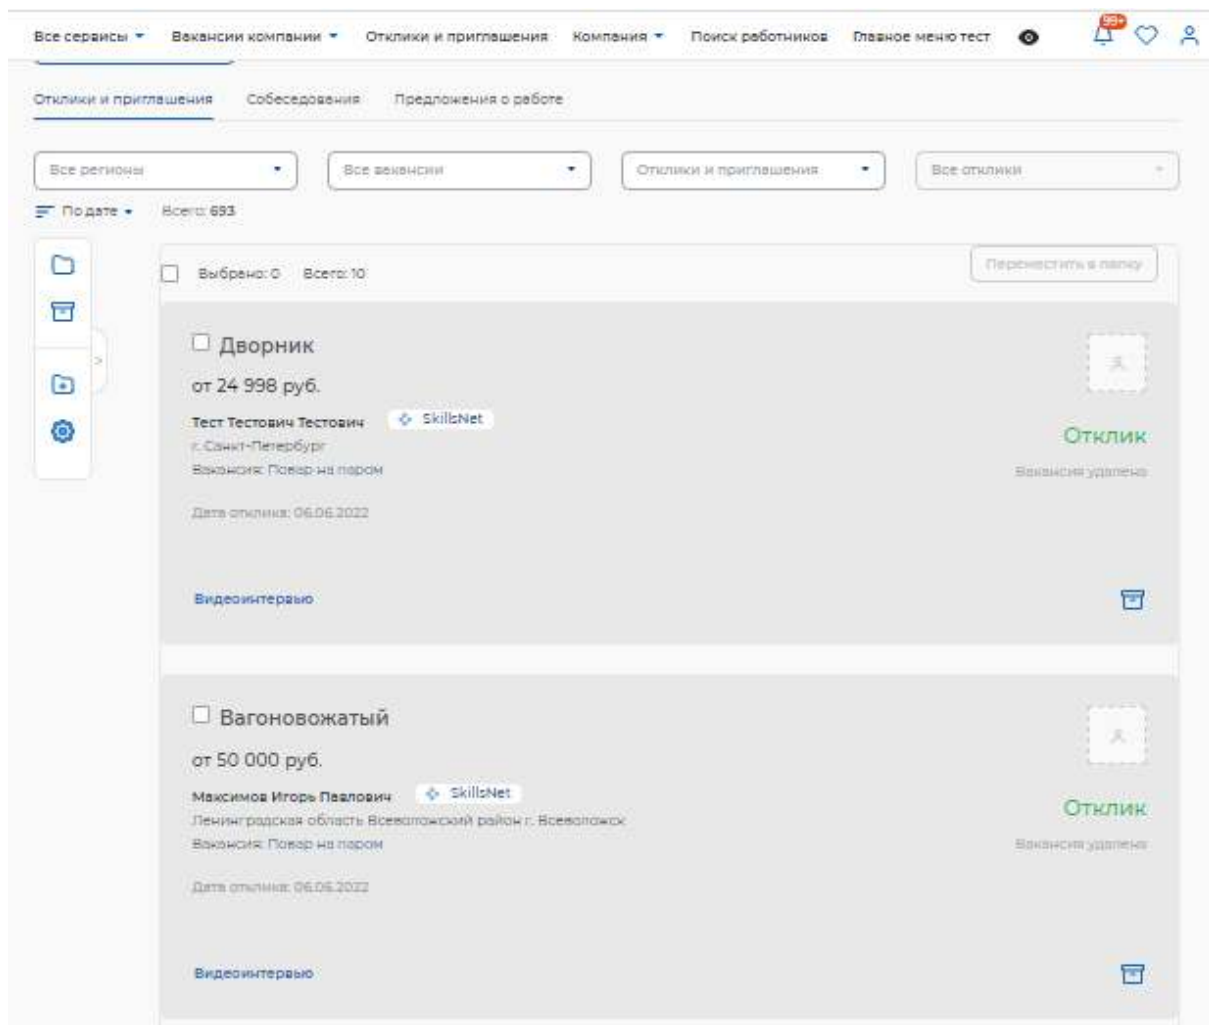 Все сервисы Вакансии компании Отклики и приглашения Компания Поиск работников Главное меню тест 99+
Отклики и приглашения Собеседования Предложения о работе
Все регионы Все вакансии Отклики и приглашения Все отклики
По дате Всего: 693
Переместить в папку
Выбрано: 0 Всего: 10
Дворник
от 24 998 руб.
Тест Тестович Тестович SkillsNet
Отклик
г. Санкт-Петербург
Вакансия: Повар на паром Вакансия удалена
Дата отклика: 06.06.2022
Видеоинтервью
>
Вагоновожатый
от 50 000 руб.
Максимов Игорь Павлович SkillsNet
Отклик
Ленинградская область Всеволожский район г. Всеволожск
Вакансия: Повар на паром Вакансия удалена
Дата отклика: 06.06.2022
Видеоинтервью